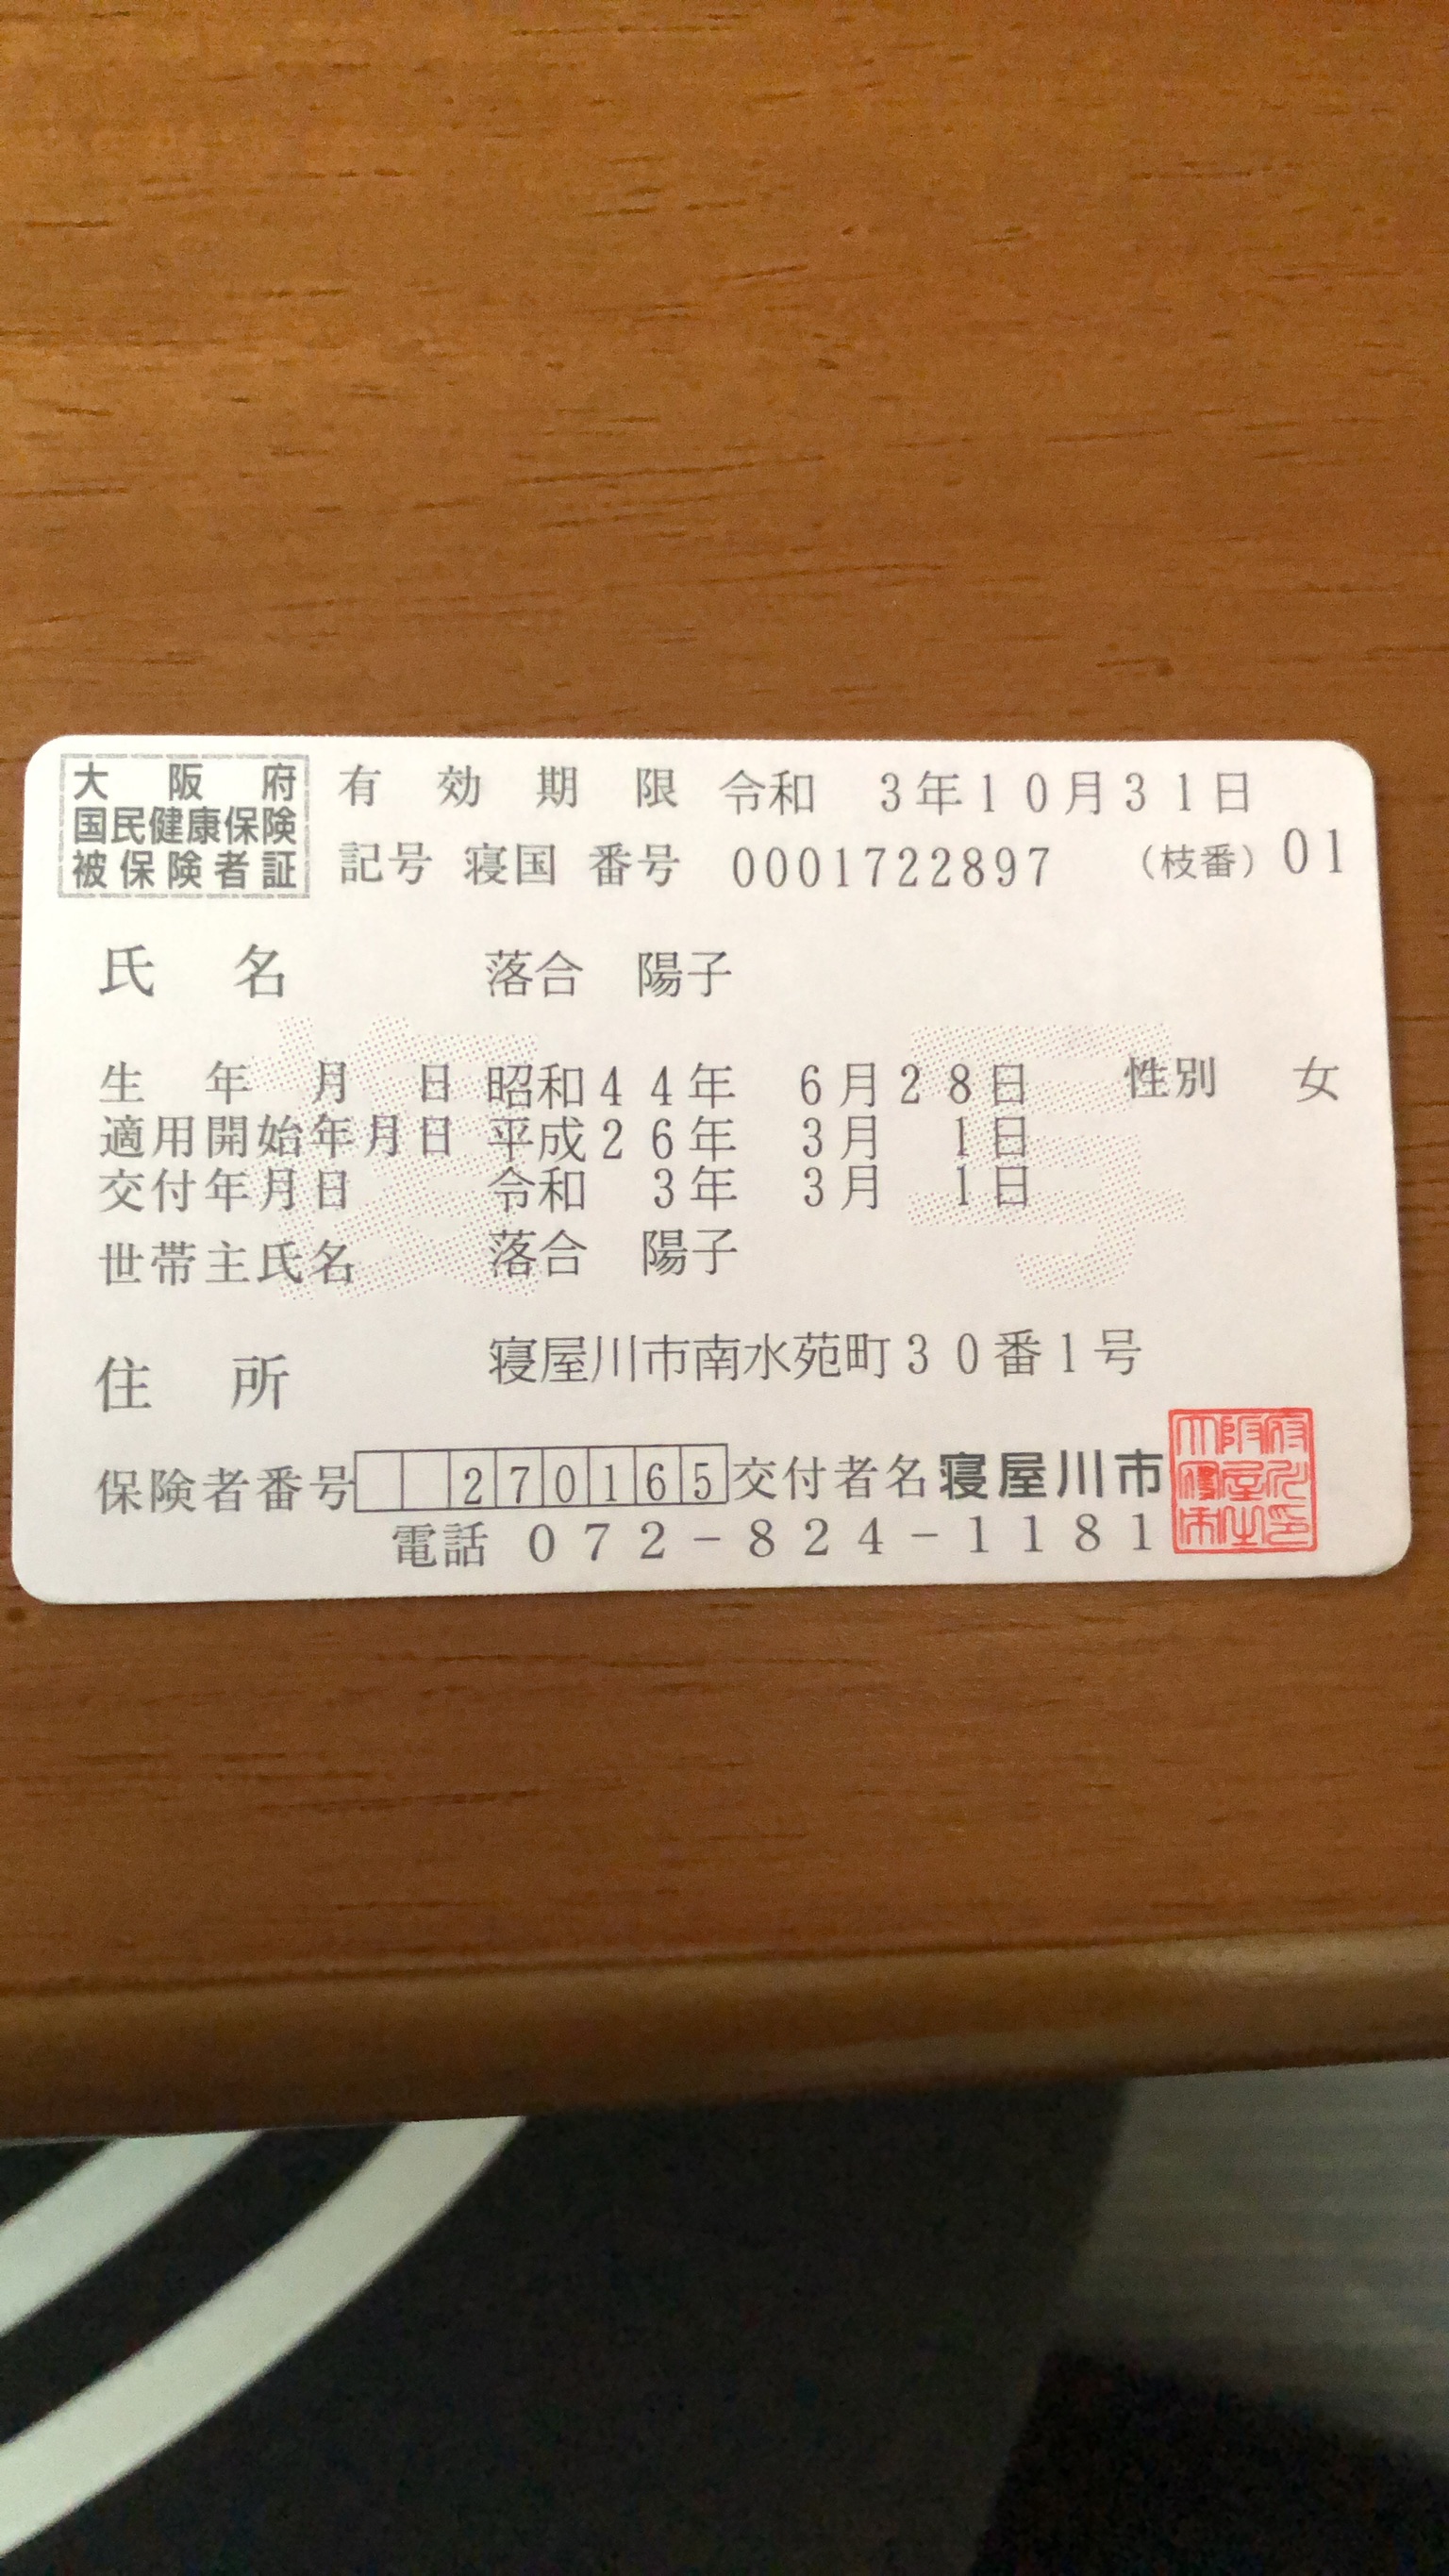 大阪府
国民健康保険
被保険者証
有効期限 令和 3年10月31日
記号 寝国 番号 0001722897 (枝番) 01
氏名 落合 陽子
生年月日 昭和44年 6月28日 性別 女
適用開始年月日 平成26年 3月 1日
交付年月日 令和 3年 3月 1日
世帯主氏名 落合 陽子
住所 寝屋川市南水苑町30番1号
保険者番号 270165 交付者名 寝屋川市
電話 072-824-1181